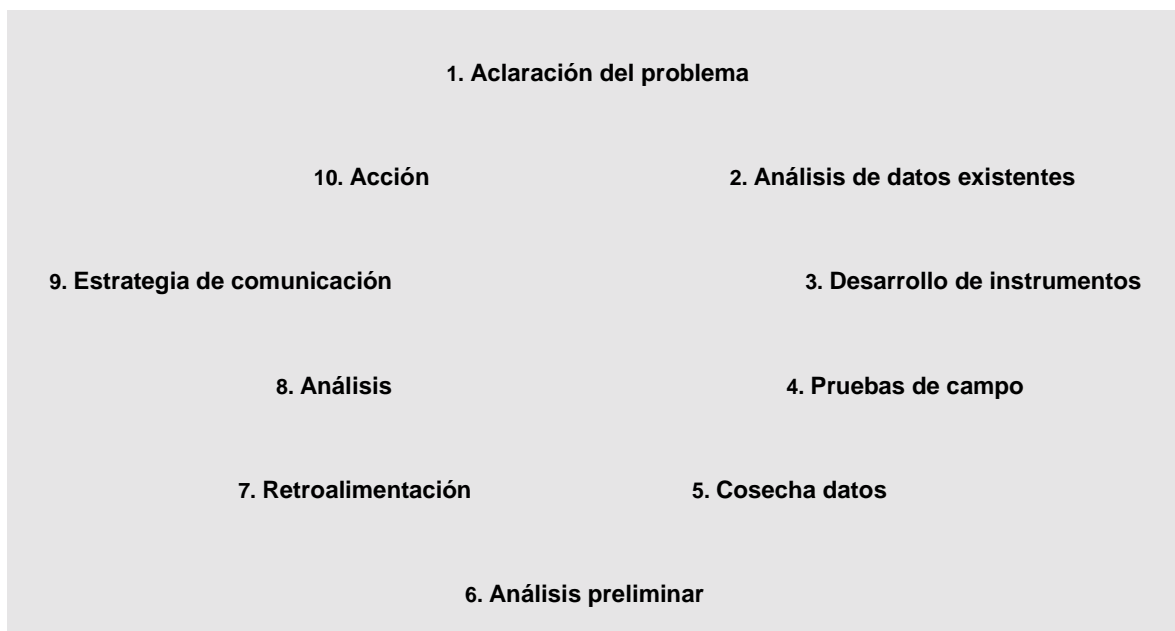 1. Aclaración del problema
10. Acción
2. Análisis de datos existentes
9. Estrategia de comunicación
3. Desarrollo de instrumentos
8. Análisis
4. Pruebas de campo
7. Retroalimentación
5. Cosecha datos
6. Análisis preliminar